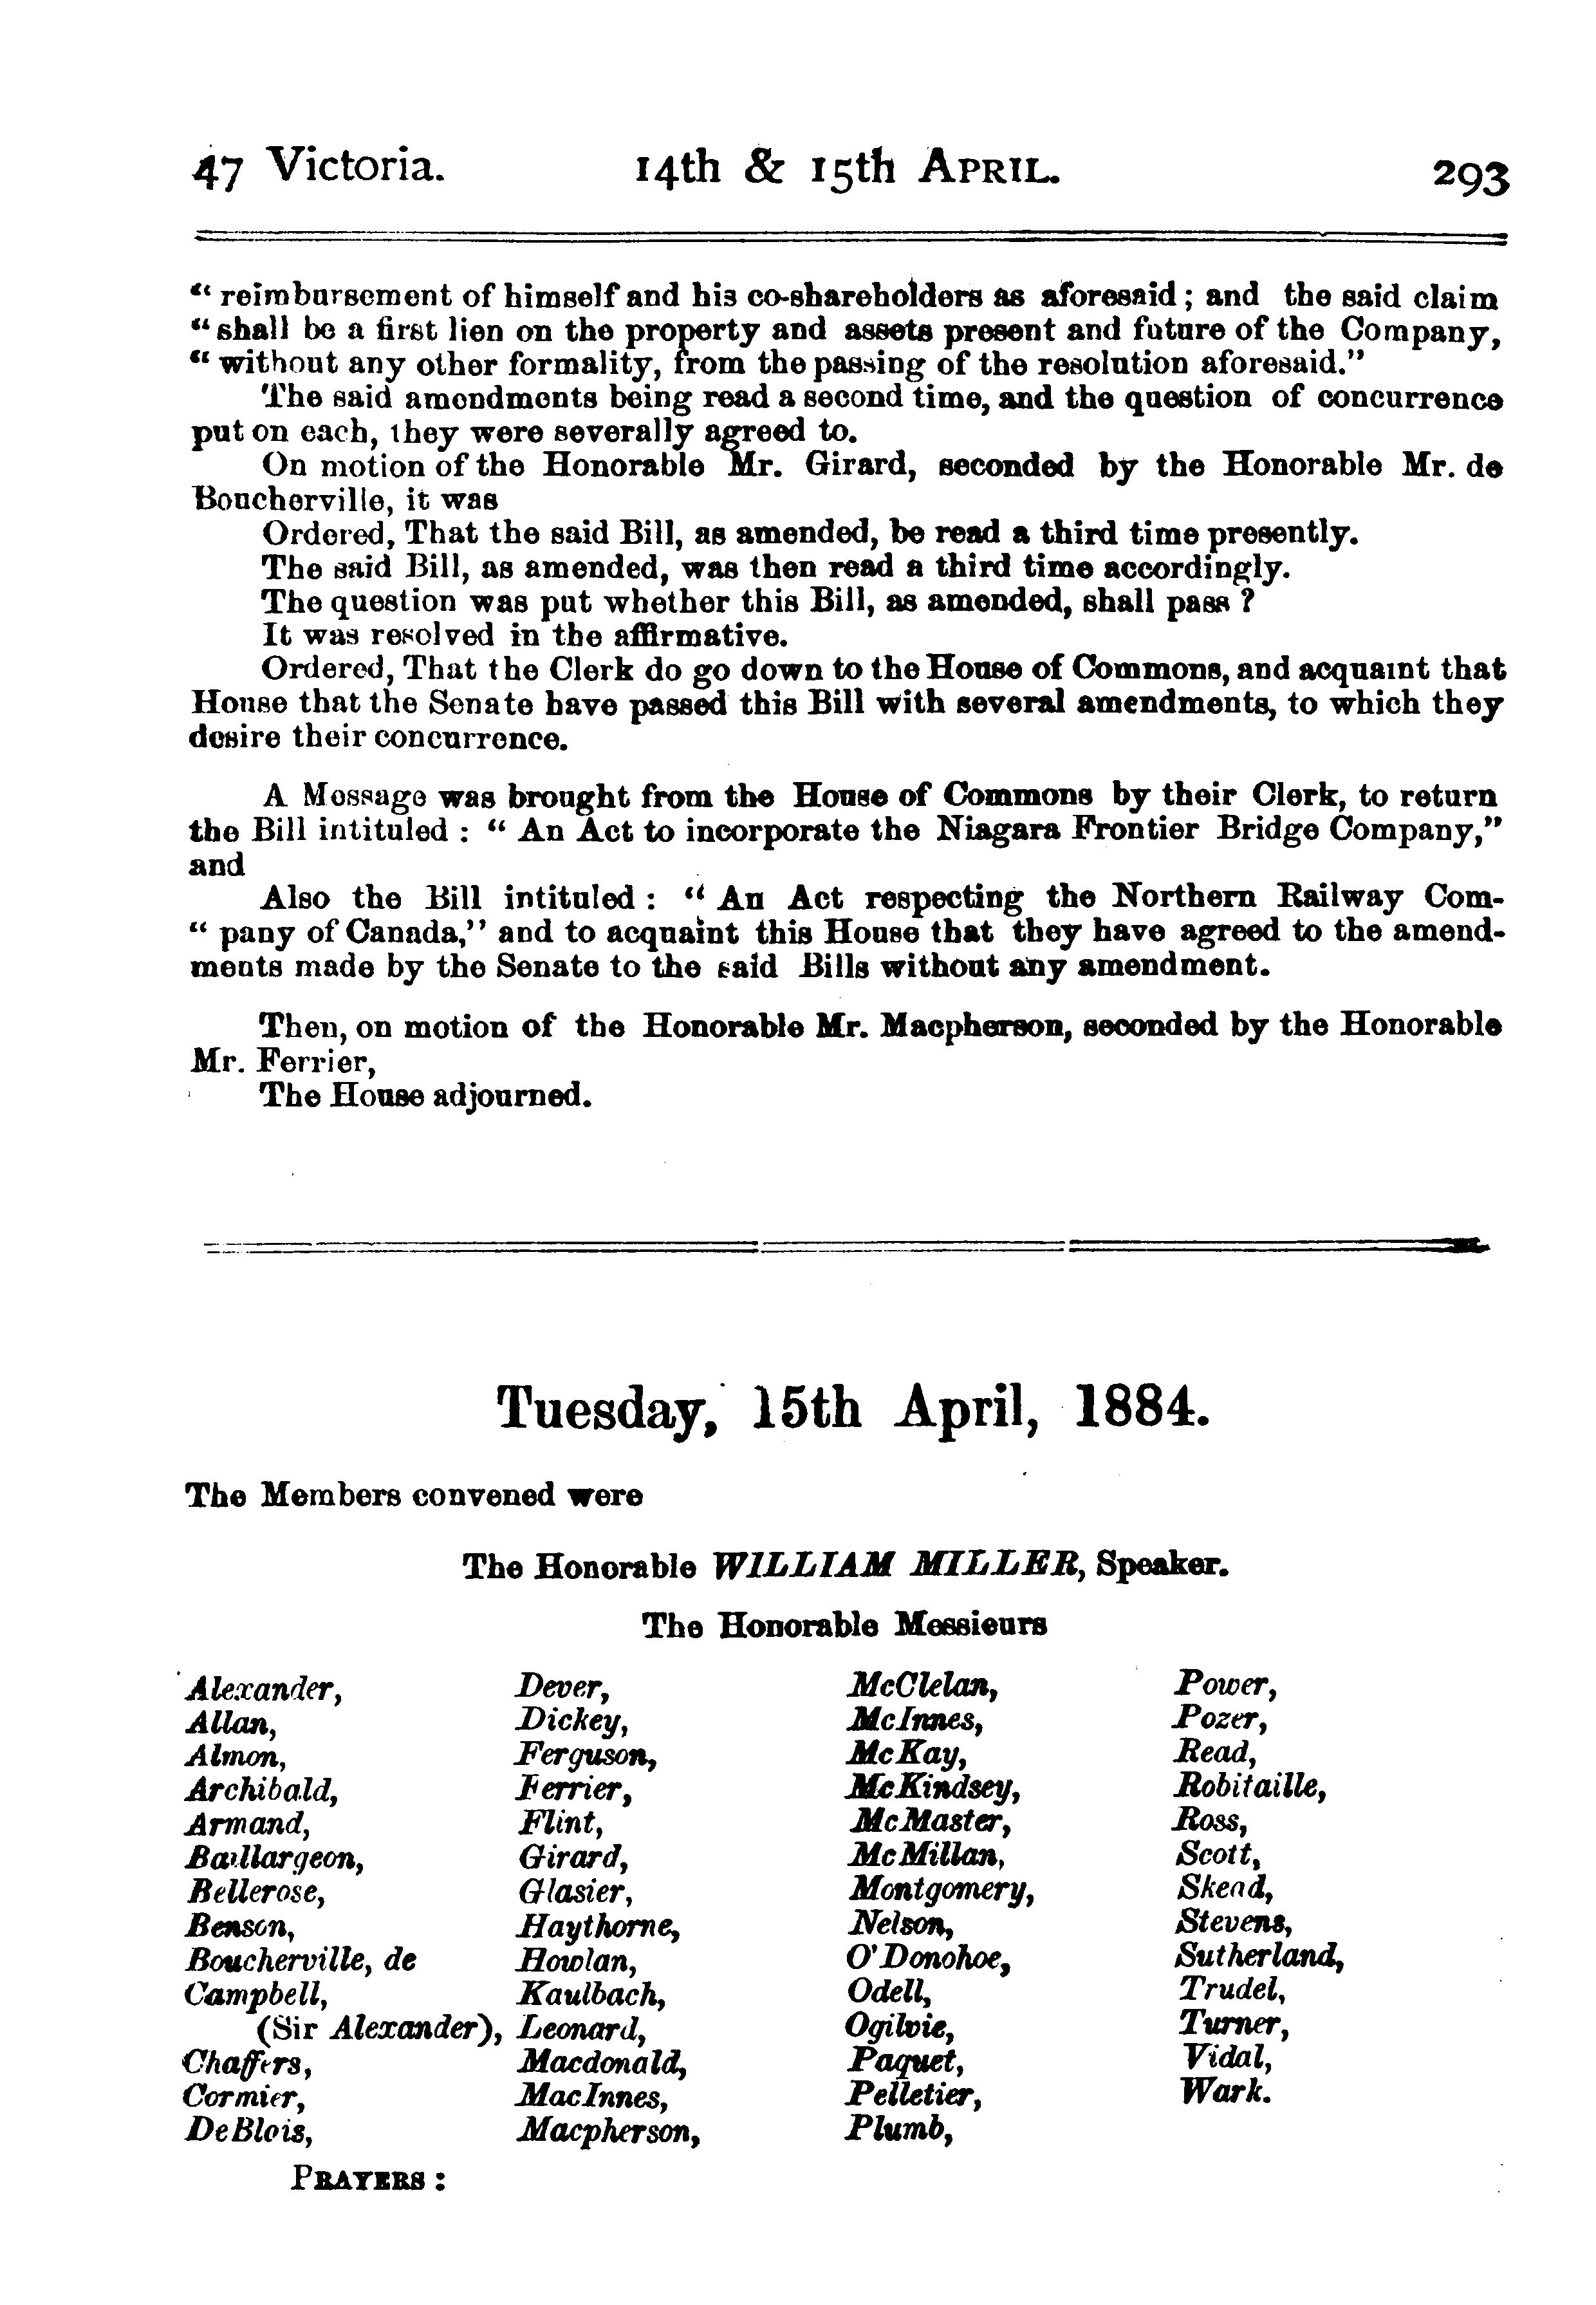 47 Victoria. 14th & 15th APRIL. 293
“ reimbursement of himself and his co-shareholders as aforesaid ; and the said claim
“ shall be a first lien on the property and assets present and future of the Company,
“ without any other formality, from the passing of the resolution aforesaid.”
The said amendments being read a second time, and the question of concurrence
put on each, they were severally agreed to.
On motion of the Honorable Mr. Girard, seconded by the Honorable Mr. de
Boucherville, it was
Ordered, That the said Bill, as amended, be read a third time presently.
The said Bill, as amended, was then read a third time accordingly.
The question was put whether this Bill, as amended, shall pass ?
It was resolved in the affirmative.
Ordered, That the Clerk do go down to the House of Commons, and acquaint that
House that the Senate have passed this Bill with several amendments, to which they
desire their concurrence.
A Message was brought from the House of Commons by their Clerk, to return
the Bill intituled : “ An Act to incorporate the Niagara Frontier Bridge Company,”
and
Also the Bill intituled : “ An Act respecting the Northern Railway Com-
“ pany of Canada,” and to acquaint this House that they have agreed to the amend-
ments made by the Senate to the said Bills without any amendment.
Then, on motion of the Honorable Mr. Macpherson, seconded by the Honorable
Mr. Ferrier,
The House adjourned.
Tuesday, 15th April, 1884.
The Members convened were
The Honorable WILLIAM MILLER, Speaker.
The Honorable Messieurs
Alexander, Dever, McClelan, Power,
Allan, Dickey, McInnes, Pozer,
Almon, Ferguson, McKay, Read,
Archibald, Ferrier, McKindsey, Robitaille,
Armand, Flint, McMaster, Ross,
Baillargeon, Girard, McMillan, Scott,
Bellerose, Glasier, Montgomery, Skead,
Benson, Haythorne, Nelson, Stevens,
Boucherville, de Howlan, O'Donohoe, Sutherland,
Campbell, Kaulbach, Odell, Trudel,
(Sir Alexander), Leonard, Ogilvie, Turner,
Chaffers, Macdonald, Paquet, Vidal,
Cormier, MacInnes, Pelletier, Wark.
DeBlois, Macpherson, Plumb,
PRAYERS :